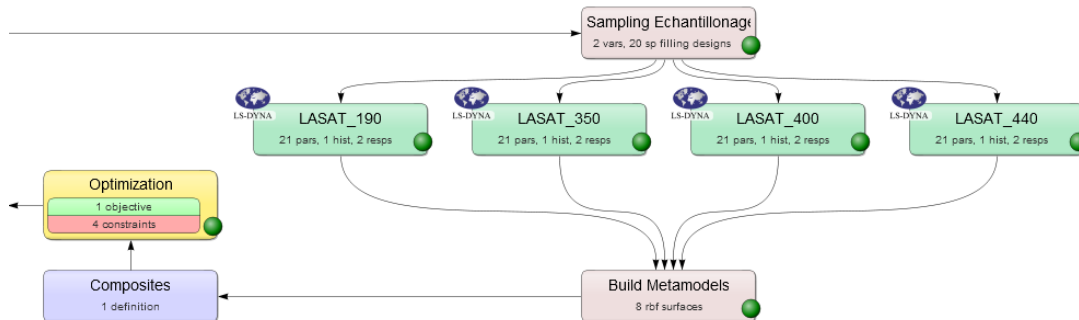 Sampling Echantillonage
2 vars, 20 sp filling designs
LS-DYNA
LASAT_190
21 pars, 1 hist, 2 resps
LS-DYNA
LASAT_350
21 pars, 1 hist, 2 resps
LS-DYNA
LASAT_400
21 pars, 1 hist, 2 resps
LS-DYNA
LASAT_440
21 pars, 1 hist, 2 resps
Optimization
1 objective
4 constraints
Composites
1 definition
Build Metamodels
8 rbf surfaces